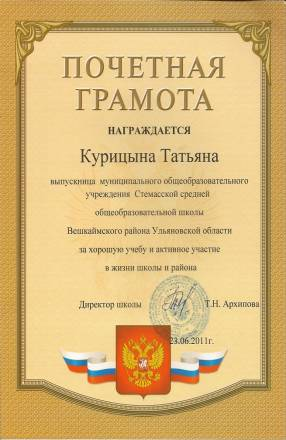 ПОЧЕТНАЯ
ГРАМОТА
НАГРАЖДАЕТСЯ
Курицына Татьяна
выпускница муниципального общеобразовательного
учреждения Стемасской средней
общеобразовательной школы
Вешкаймского района Ульяновской области
за хорошую учебу и активное участие
в жизни школы и района
Директор школы Т.Н. Архипова
23.06.2011г.